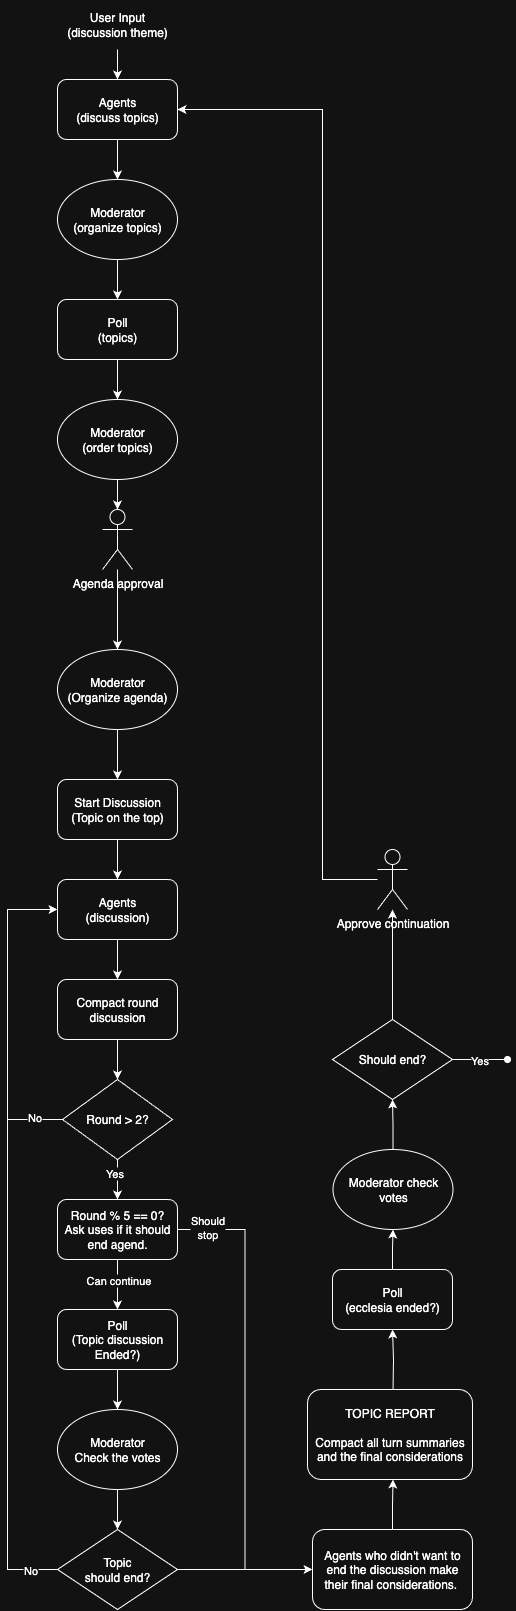 User Input
(discussion theme)
Agents
(discuss topics)
Moderator
(organize topics)
Poll
(topics)
Moderator
(order topics)
Agenda approval
Moderator
(Organize agenda)
Start Discussion
(Topic on the top)
Agents
(discussion)
Compact round
discussion
Round > 2?
No
Yes
Round % 5 == 0?
Ask uses if it should
end agend.
Should
stop
Can continue
Poll
(Topic discussion
Ended?)
Moderator
Check the votes
Topic
should end?
No
Agents who didn't want to
end the discussion make
their final considerations.
TOPIC REPORT
Compact all turn summaries
and the final considerations
Poll
(ecclesia ended?)
Moderator check
votes
Should end?
Yes
Approve continuation